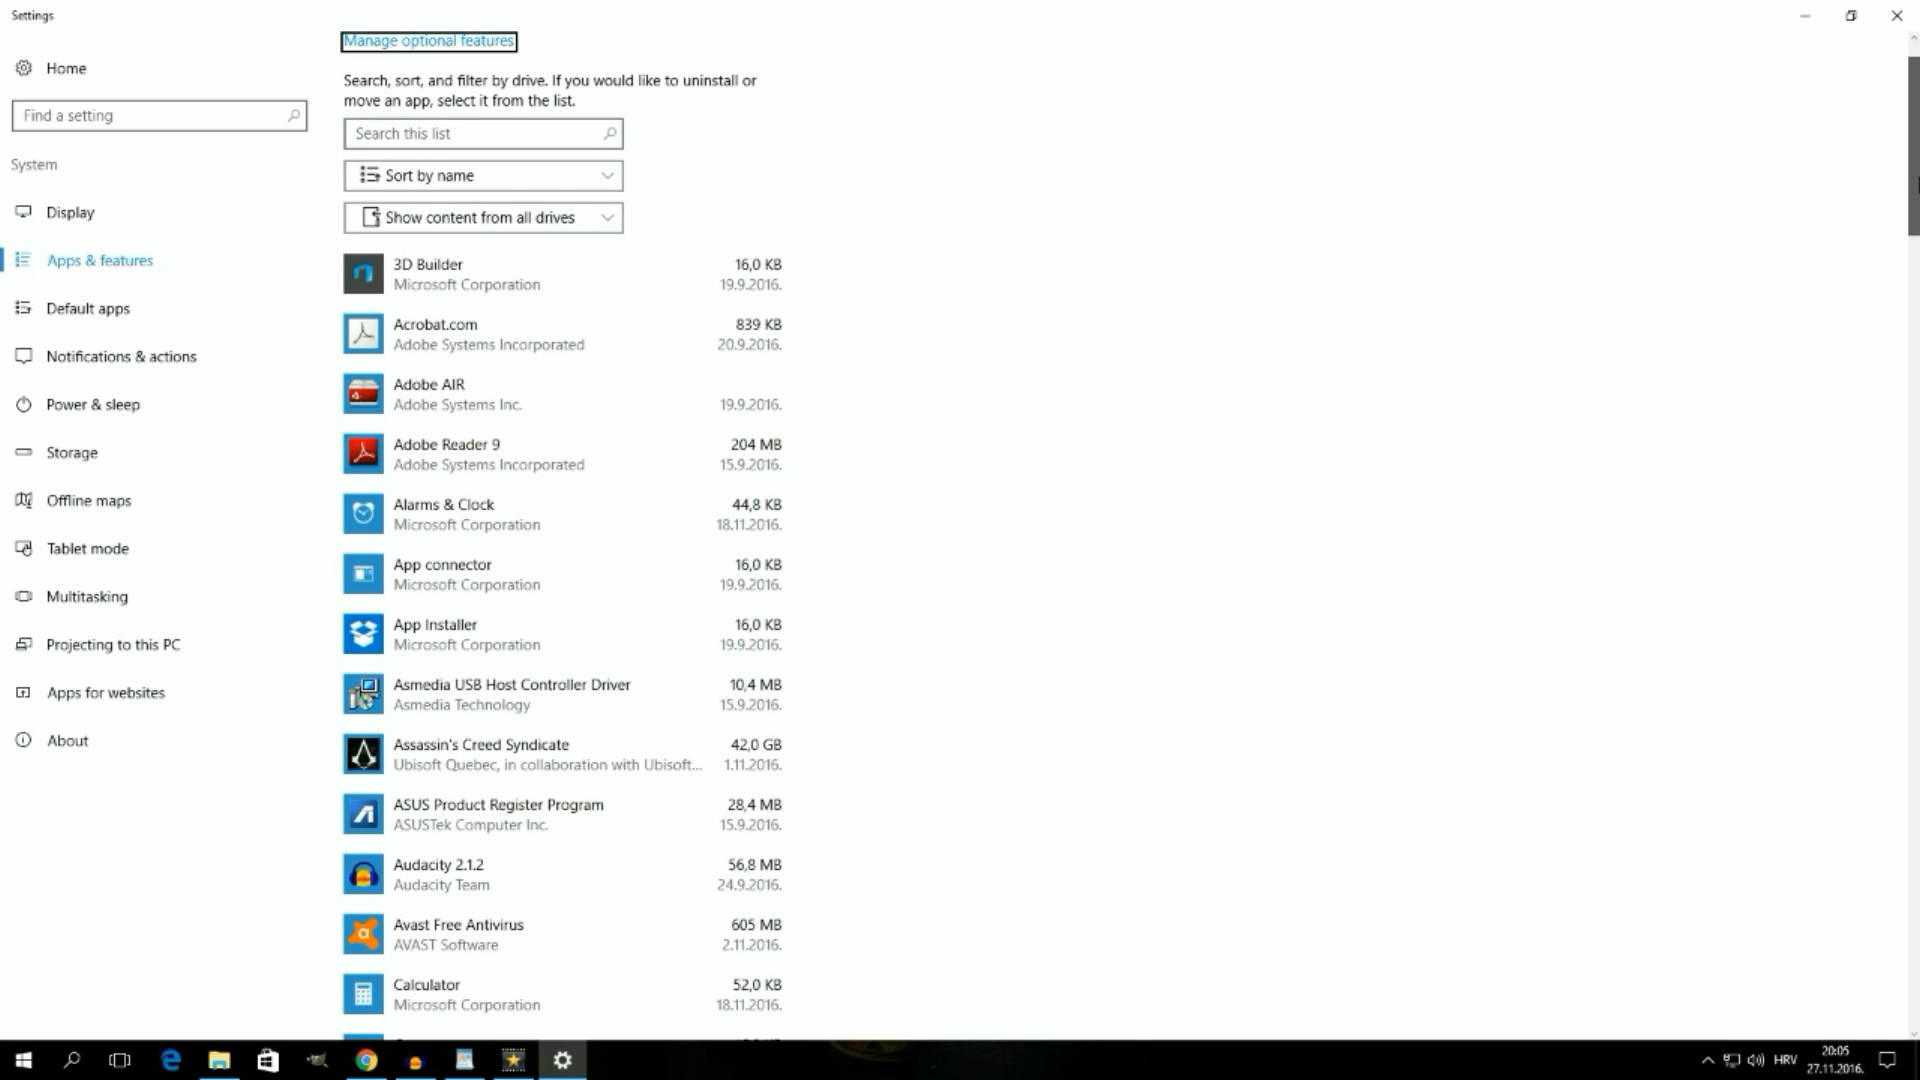 Settings
Home
Find a setting
System
Display
Apps & features
Default apps
Notifications & actions
Power & sleep
Storage
Offline maps
Tablet mode
Multitasking
Projecting to this PC
Apps for websites
About
Manage optional features
Search, sort, and filter by drive. If you would like to uninstall or
move an app, select it from the list.
Search this list
Sort by name
Show content from all drives
3D Builder 16,0 KB
Microsoft Corporation 19.9.2016.
Acrobat.com 839 KB
Adobe Systems Incorporated 20.9.2016.
Adobe AIR
Adobe Systems Inc. 19.9.2016.
Adobe Reader 9 204 MB
Adobe Systems Incorporated 15.9.2016.
Alarms & Clock 44,8 KB
Microsoft Corporation 18.11.2016.
App connector 16,0 KB
Microsoft Corporation 19.9.2016.
App Installer 16,0 KB
Microsoft Corporation 19.9.2016.
Asmedia USB Host Controller Driver 10,4 MB
Asmedia Technology 15.9.2016.
Assassin's Creed Syndicate 42,0 GB
Ubisoft Quebec, in collaboration with Ubisoft... 1.11.2016.
ASUS Product Register Program 28,4 MB
ASUSTek Computer Inc. 15.9.2016.
Audacity 2.1.2 56,8 MB
Audacity Team 24.9.2016.
Avast Free Antivirus 605 MB
AVAST Software 2.11.2016.
Calculator 52,0 KB
Microsoft Corporation 18.11.2016.
HRV
20:05
27.11.2016.